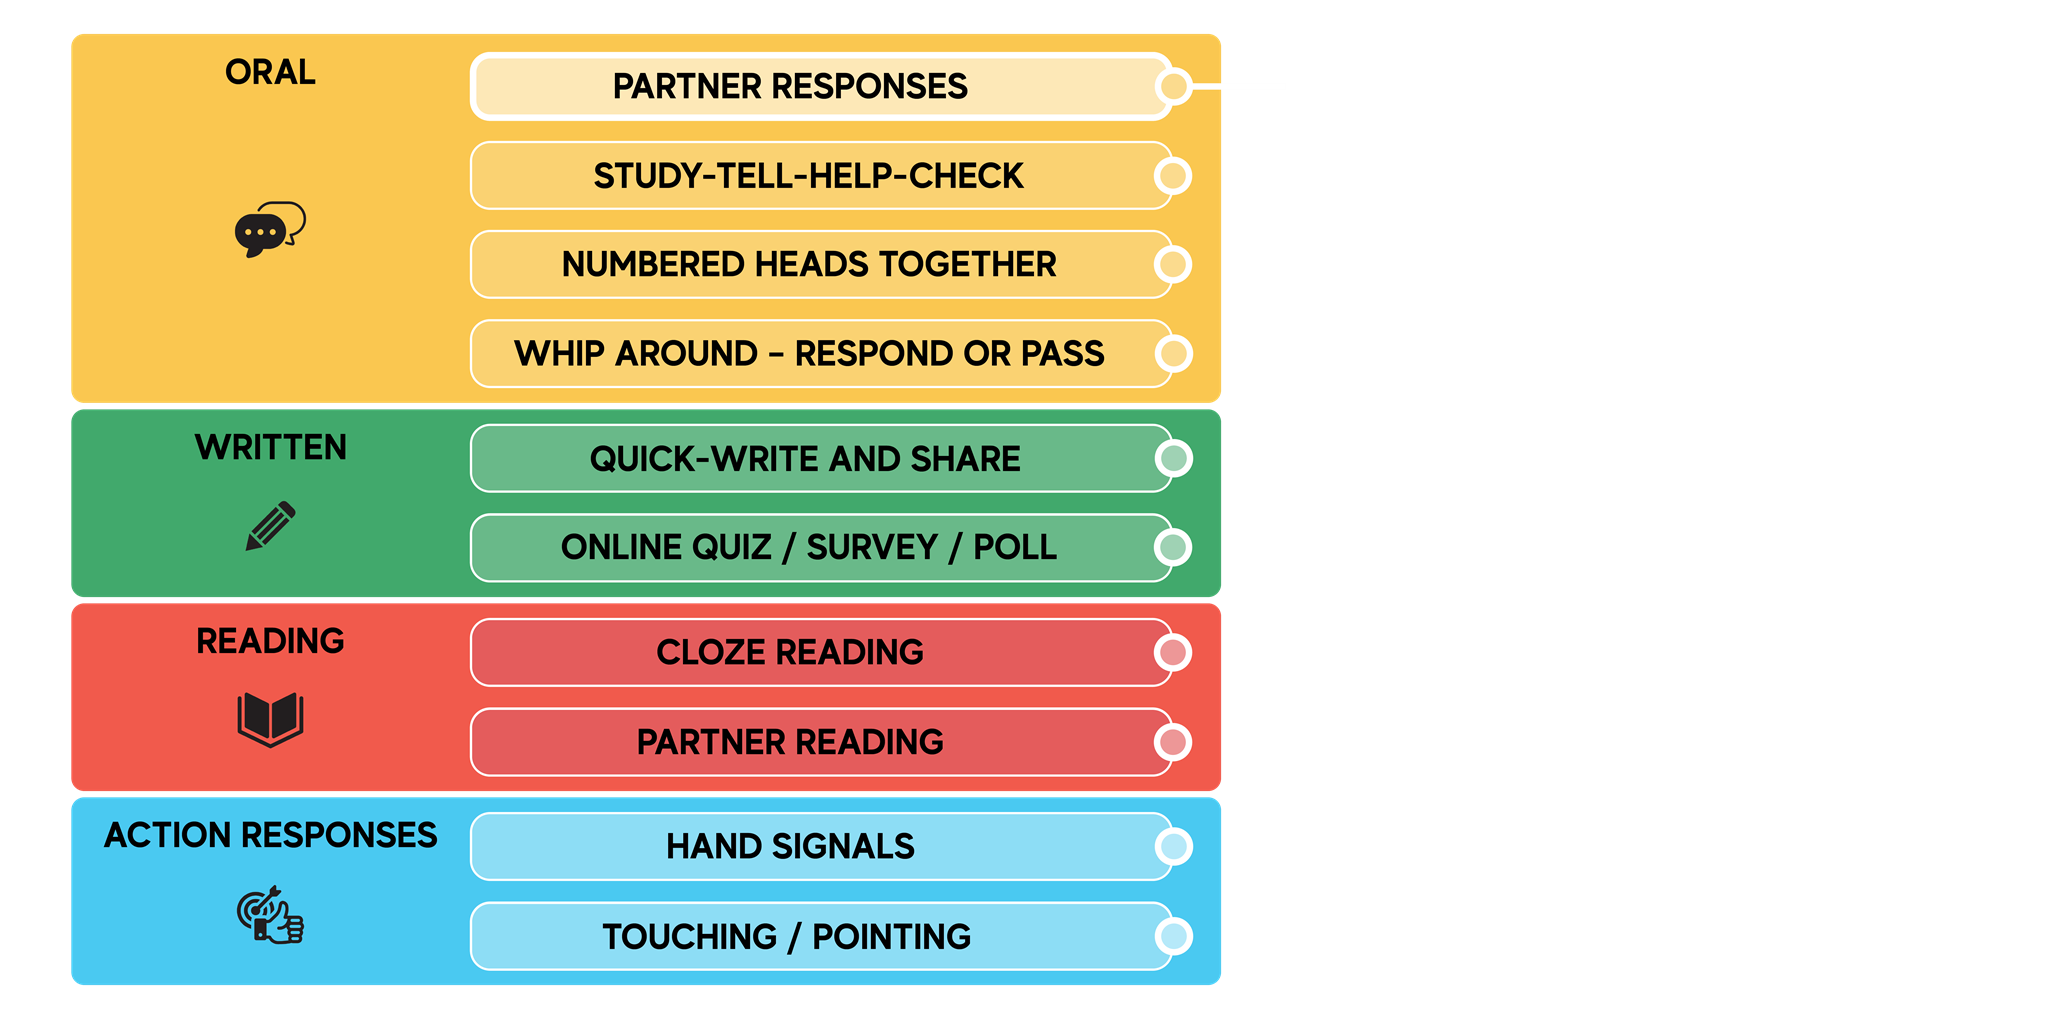 ORAL
PARTNER RESPONSES
STUDY-TELL-HELP-CHECK
NUMBERED HEADS TOGETHER
WHIP AROUND – RESPOND OR PASS
WRITTEN
QUICK-WRITE AND SHARE
ONLINE QUIZ / SURVEY / POLL
READING
CLOZE READING
PARTNER READING
ACTION RESPONSES
HAND SIGNALS
TOUCHING / POINTING